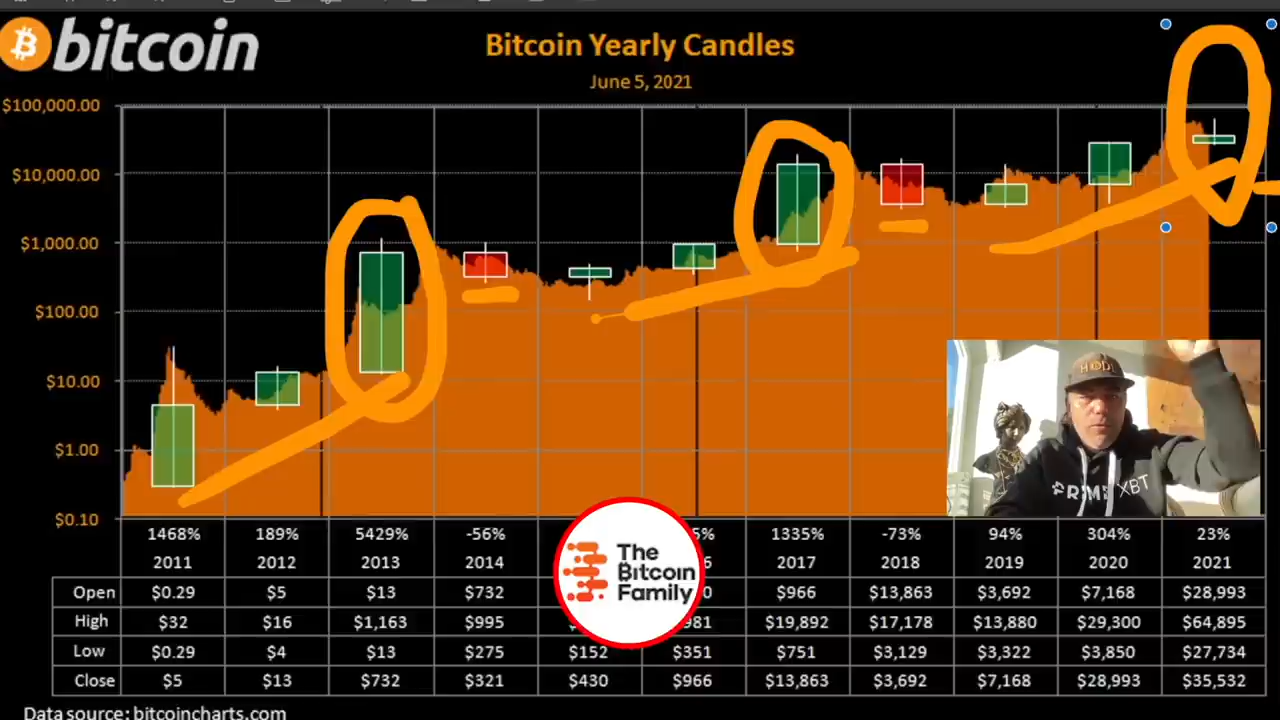 bitcoin
Bitcoin Yearly Candles
June 5, 2021
$100,000.00
$10,000.00
$1,000.00
$100.00
$10.00
$1.00
$0.10
HODL
PRIME XBT
1468% 189% 5429% -56% 1335% -73% 94% 304% 23%
2011 2012 2013 2014 2017 2018 2019 2020 2021
Open $0.29 $5 $13 $732 $966 $13,863 $3,692 $7,168 $28,993
High $32 $16 $1,163 $995 $19,892 $17,178 $13,880 $29,300 $64,895
Low $0.29 $4 $13 $275 $152 $351 $751 $3,129 $3,322 $3,850 $27,734
Close $5 $13 $732 $321 $430 $966 $13,863 $3,692 $7,168 $28,993 $35,532
The
Bitcoin
Family
Data source: bitcoincharts.com